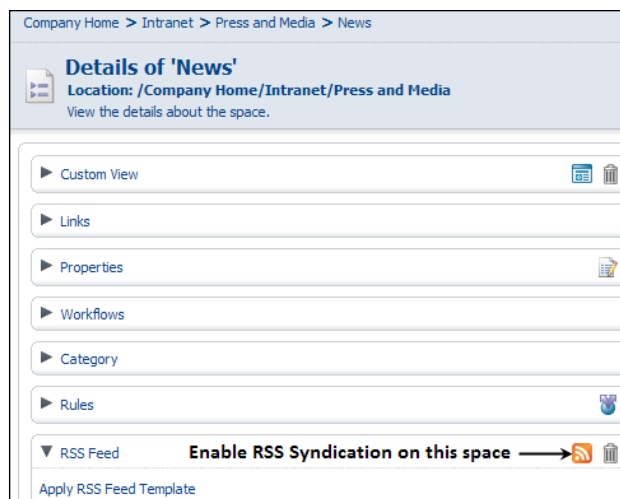 Company Home > Intranet > Press and Media > News
Details of 'News'
Location: /Company Home/Intranet/Press and Media
View the details about the space.
Custom View
Links
Properties
Workflows
Category
Rules
RSS Feed Enable RSS Syndication on this space
Apply RSS Feed Template